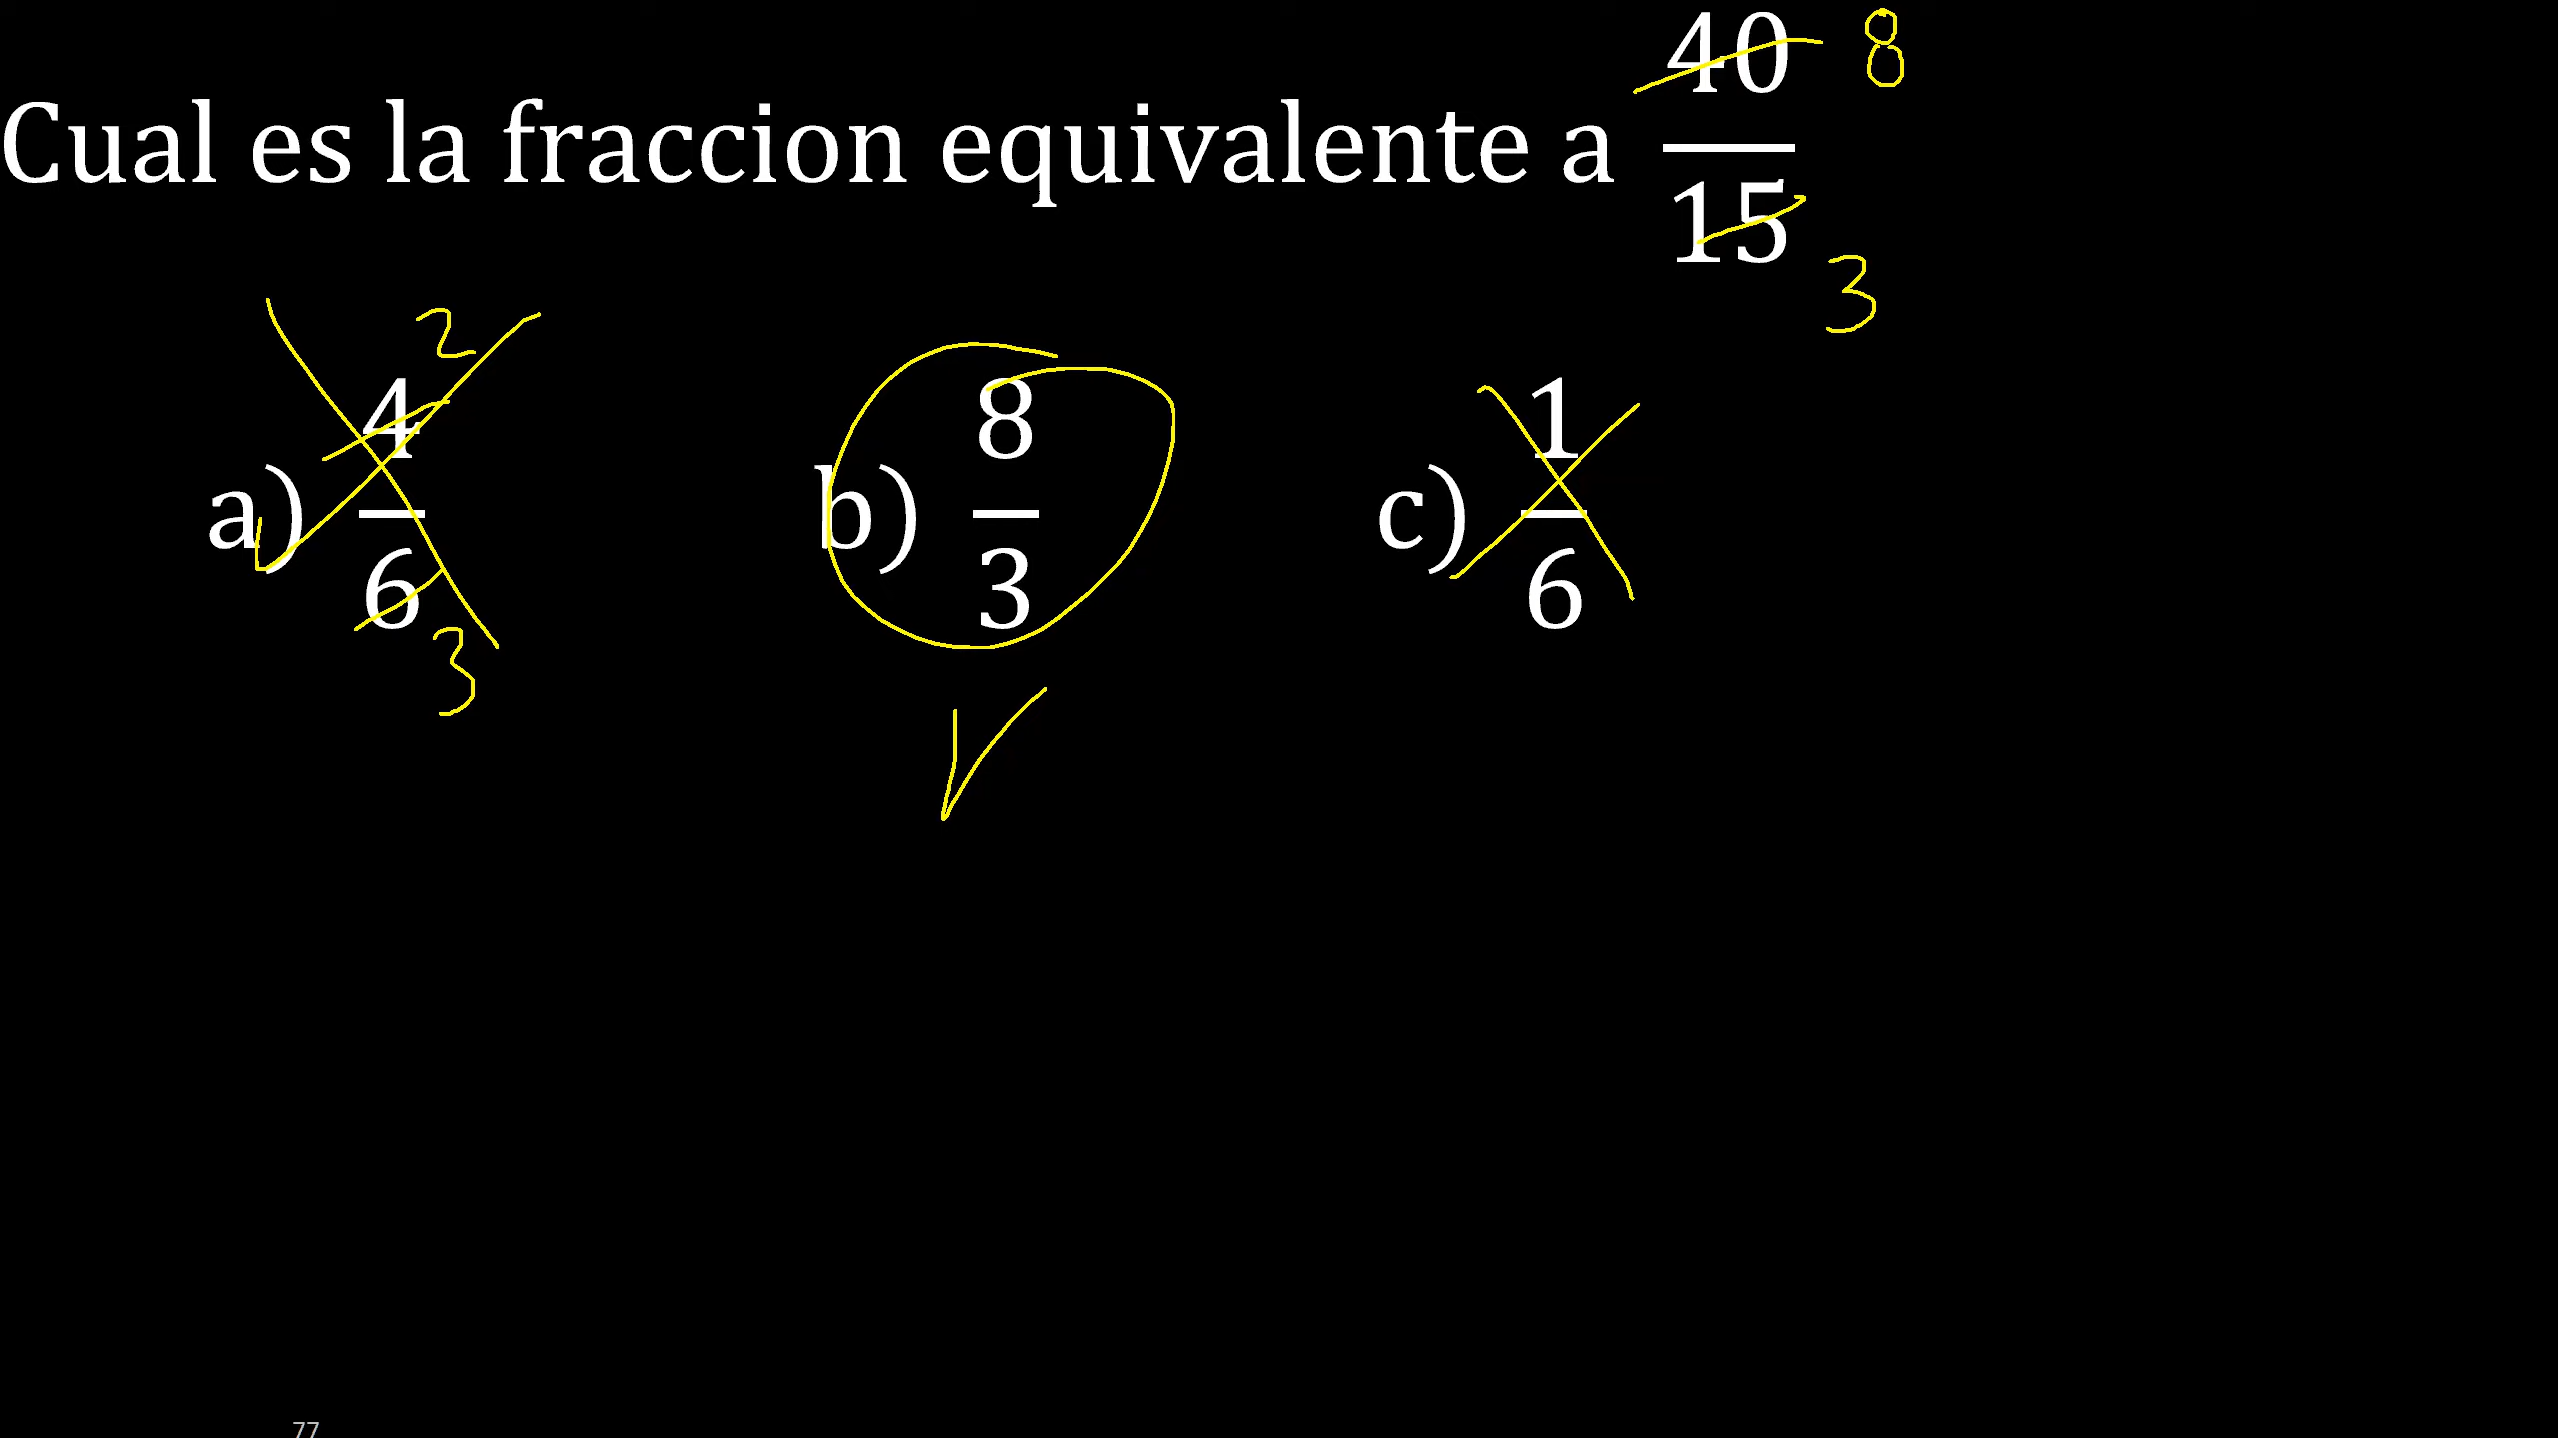 Cual es la fraccion equivalente a 40/15 8 3
a) 4/6 2 3 b) 8/3 c) 1/6
77